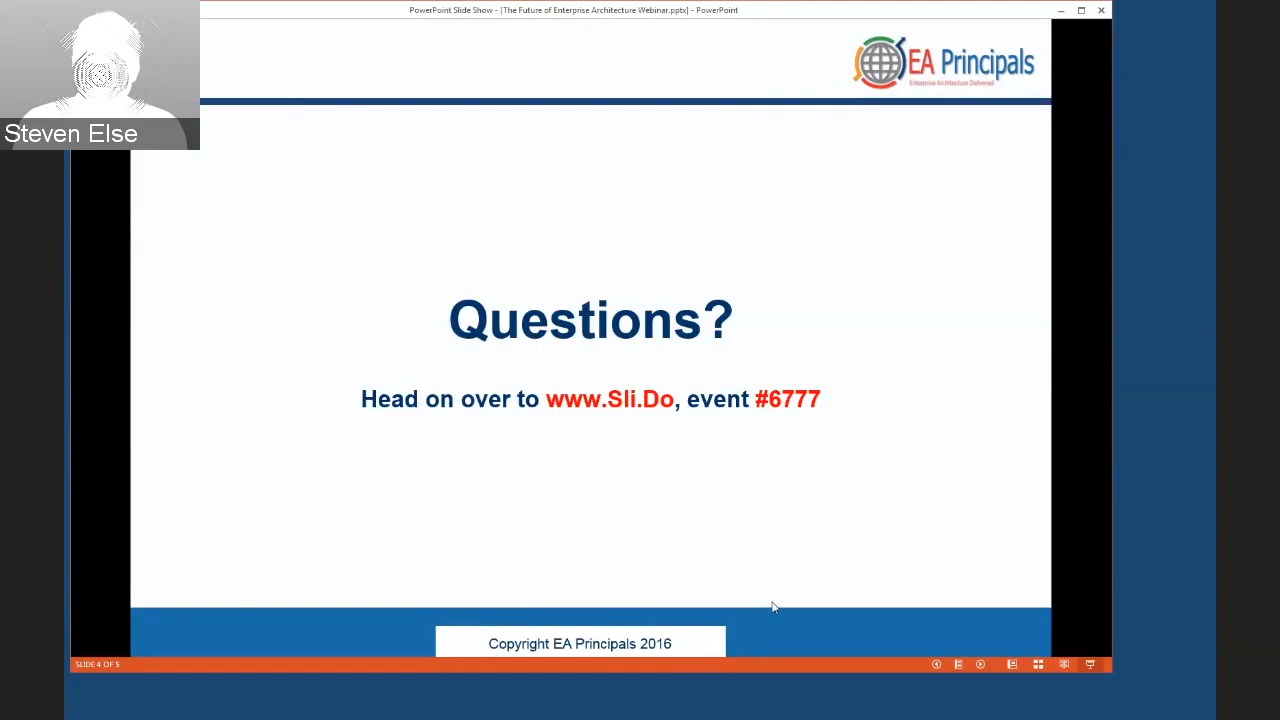 PowerPoint Slide Show - [The Future of Enterprise Architecture Webinar.pptx] - PowerPoint
EA Principals
Enterprise Architecture Delivered
Steven Else
Questions?
Head on over to www.Sli.Do, event #6777
Copyright EA Principals 2016
SLIDE 4 OF 5